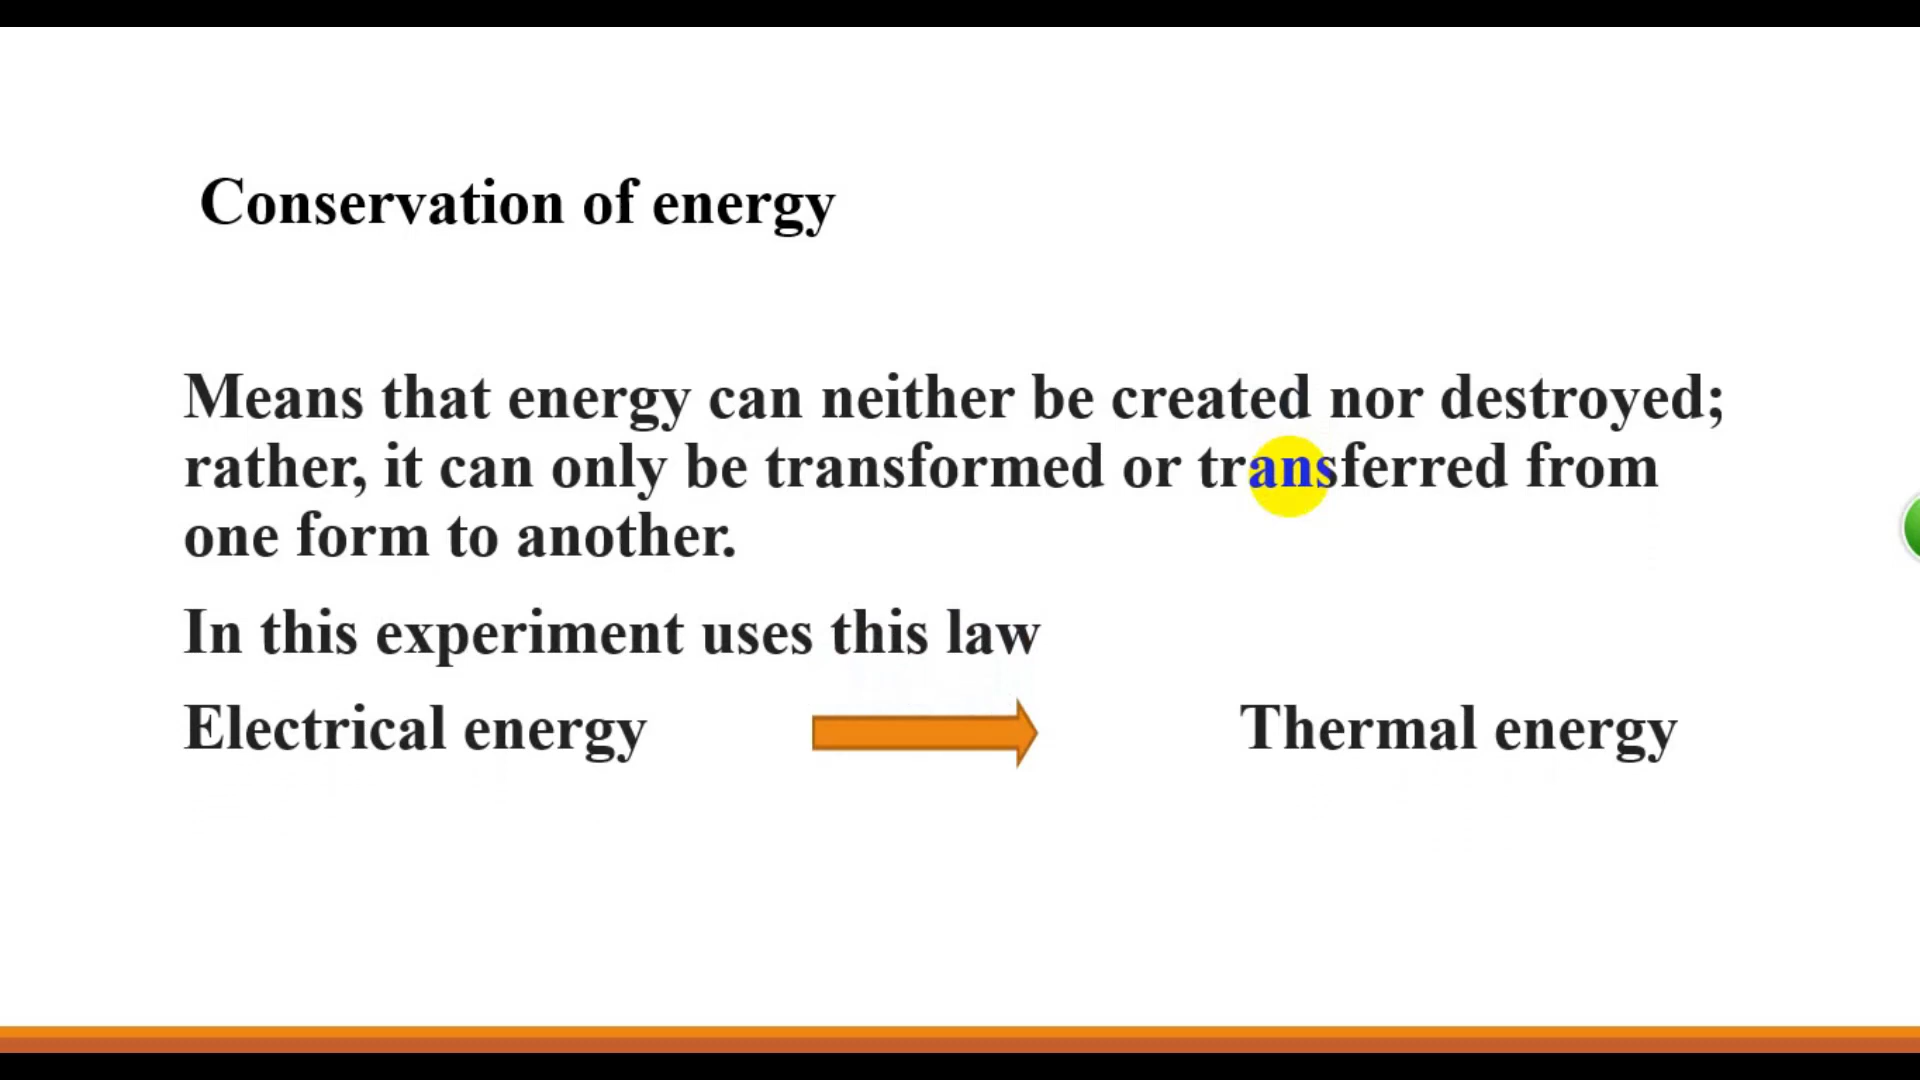 Conservation of energy
Means that energy can neither be created nor destroyed;
rather, it can only be transformed or transferred from
one form to another.
In this experiment uses this law
Electrical energy Thermal energy